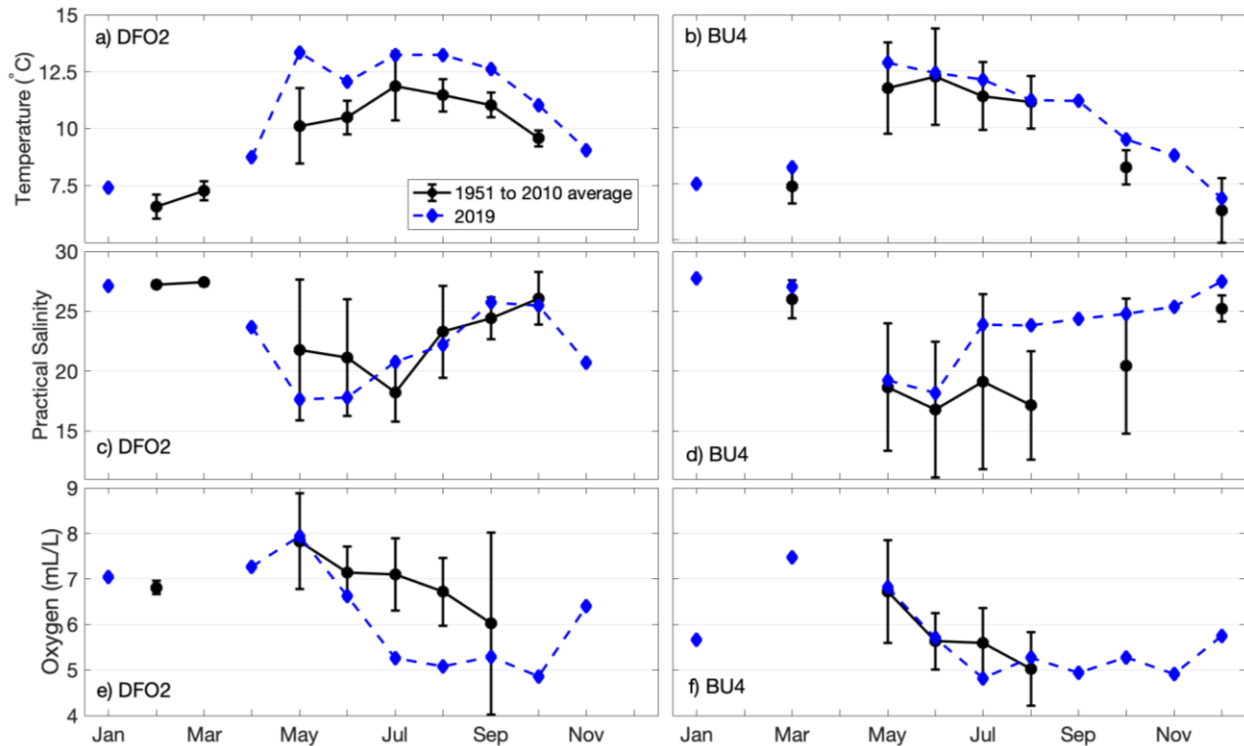 a) DFO2
b) BU4
15
12.5
10
7.5
Temperature (°C)
1951 to 2010 average
2019
30
25
20
15
Practical Salinity
c) DFO2
d) BU4
9
8
7
6
5
4
Oxygen (mL/L)
e) DFO2
f) BU4
Jan Mar May Jul Sep Nov
Jan Mar May Jul Sep Nov